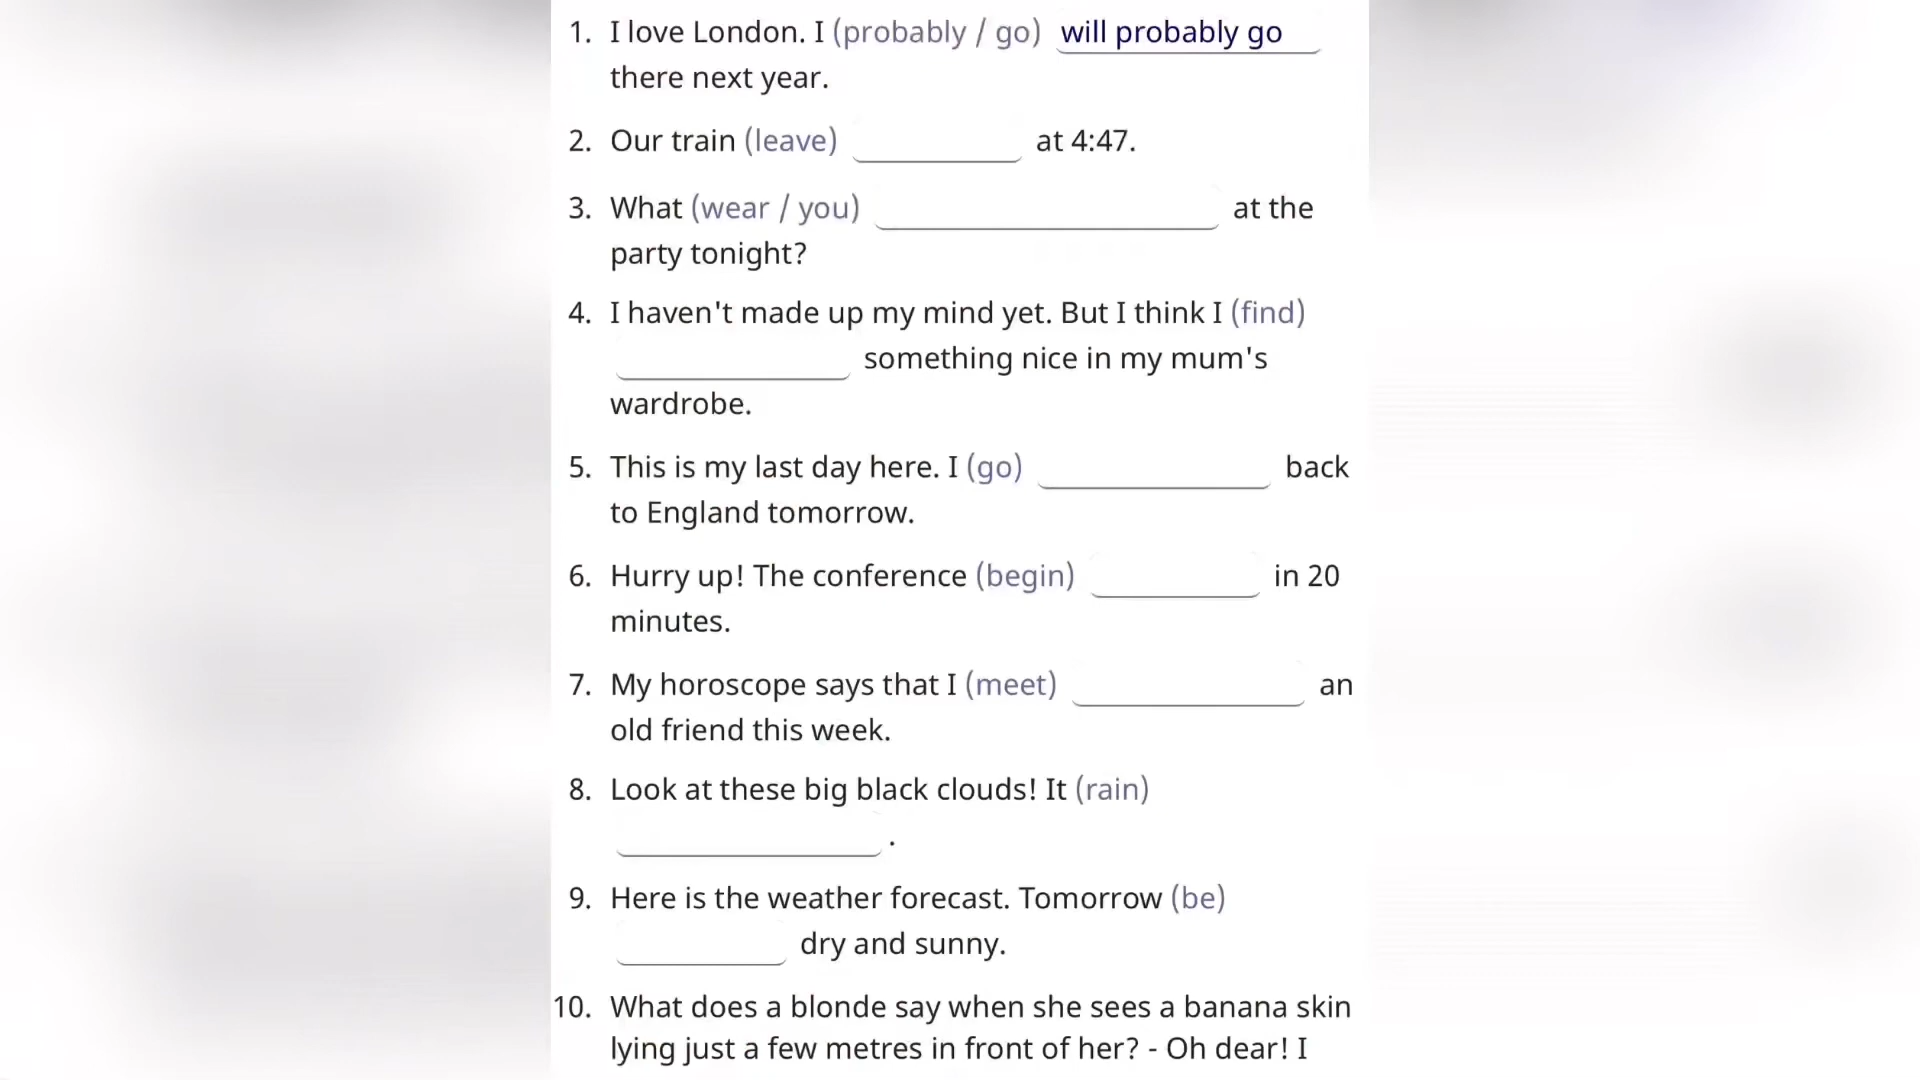 1. I love London. I (probably / go) will probably go
there next year.
2. Our train (leave) at 4:47.
3. What (wear / you) at the
party tonight?
4. I haven't made up my mind yet. But I think I (find)
something nice in my mum's
wardrobe.
5. This is my last day here. I (go) back
to England tomorrow.
6. Hurry up! The conference (begin) in 20
minutes.
7. My horoscope says that I (meet) an
old friend this week.
8. Look at these big black clouds! It (rain)
.
9. Here is the weather forecast. Tomorrow (be)
dry and sunny.
10. What does a blonde say when she sees a banana skin
lying just a few metres in front of her? - Oh dear! I